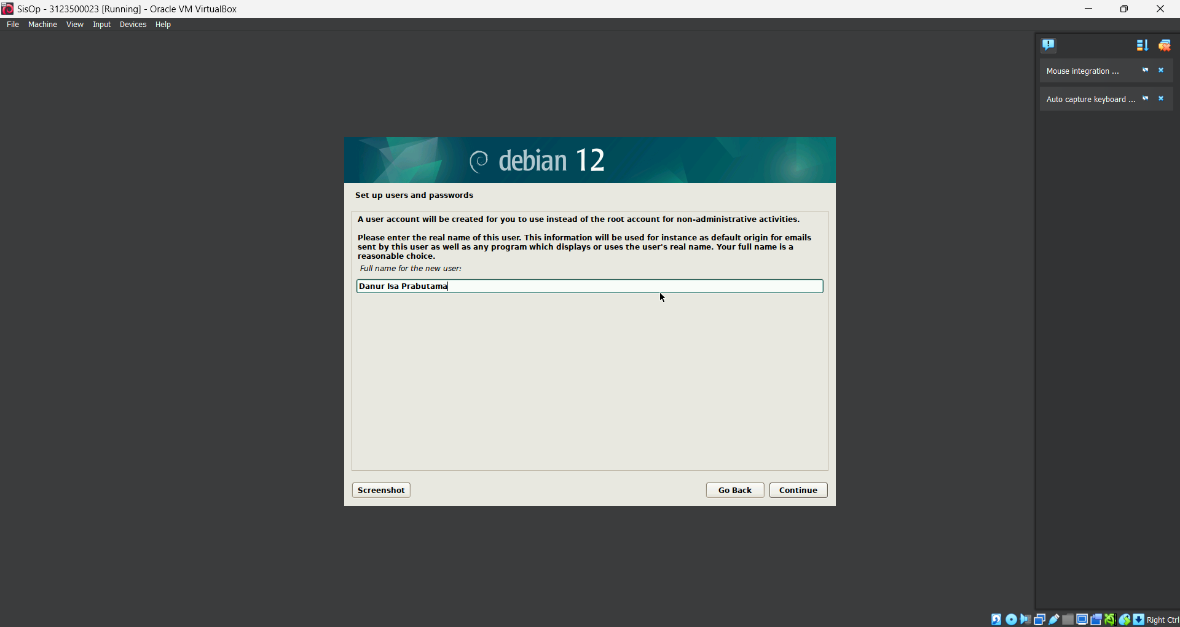 SisOp - 3123500023 [Running] - Oracle VM VirtualBox
File Machine View Input Devices Help
Mouse integration ...
Auto capture keyboard ...
debian 12
Set up users and passwords
A user account will be created for you to use instead of the root account for non-administrative activities.
Please enter the real name of this user. This information will be used for instance as default origin for emails
sent by this user as well as any program which displays or uses the user's real name. Your full name is a
reasonable choice.
Full name for the new user:
Danur Isa Prabutama
Screenshot
Go Back
Continue
Right Ctrl